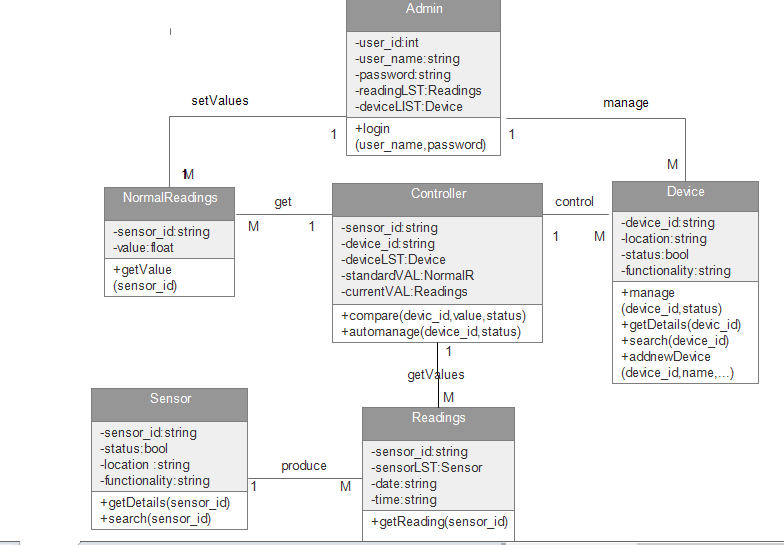 Admin
-user_id:int
-user_name:string
-password:string
-readingLST:Readings
-deviceLIST:Device
+login
(user_name,password)
setValues
manage
1
1
M
M
NormalReadings
-sensor_id:string
-value:float
+getValue
(sensor_id)
get
M
1
Controller
-sensor_id:string
-device_id:string
-deviceLST:Device
-standardVAL:NormalR
-currentVAL:Readings
+compare(devic_id,value,status)
+automanage(device_id,status)
control
1
M
Device
-device_id:string
-location:string
-status:bool
-functionality:string
+manage
(device_id,status)
+getDetails(devic_id)
+search(device_id)
+addnewDevice
(device_id,name,...)
1
getValues
M
Sensor
-sensor_id:string
-status:bool
-location :string
-functionality:string
+getDetails(sensor_id)
+search(sensor_id)
produce
1
M
Readings
-sensor_id:string
-sensorLST:Sensor
-date:string
-time:string
+getReading(sensor_id)